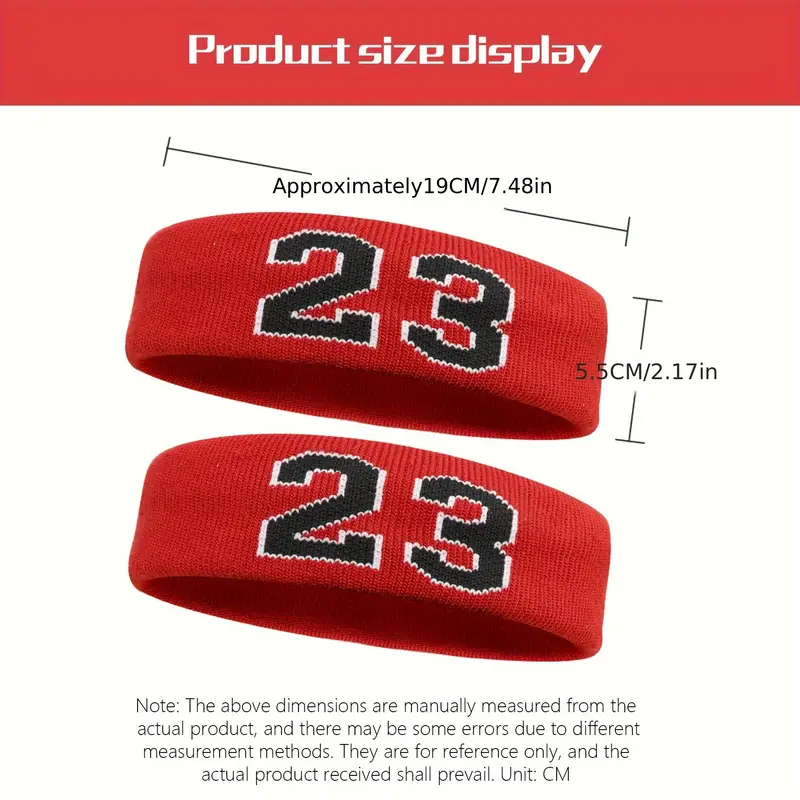 Product size display
Approximately19CM/7.48in
23
5.5CM/2.17in
23
Note: The above dimensions are manually measured from the
actual product, and there may be some errors due to different
measurement methods. They are for reference only, and the
actual product received shall prevail. Unit: CM